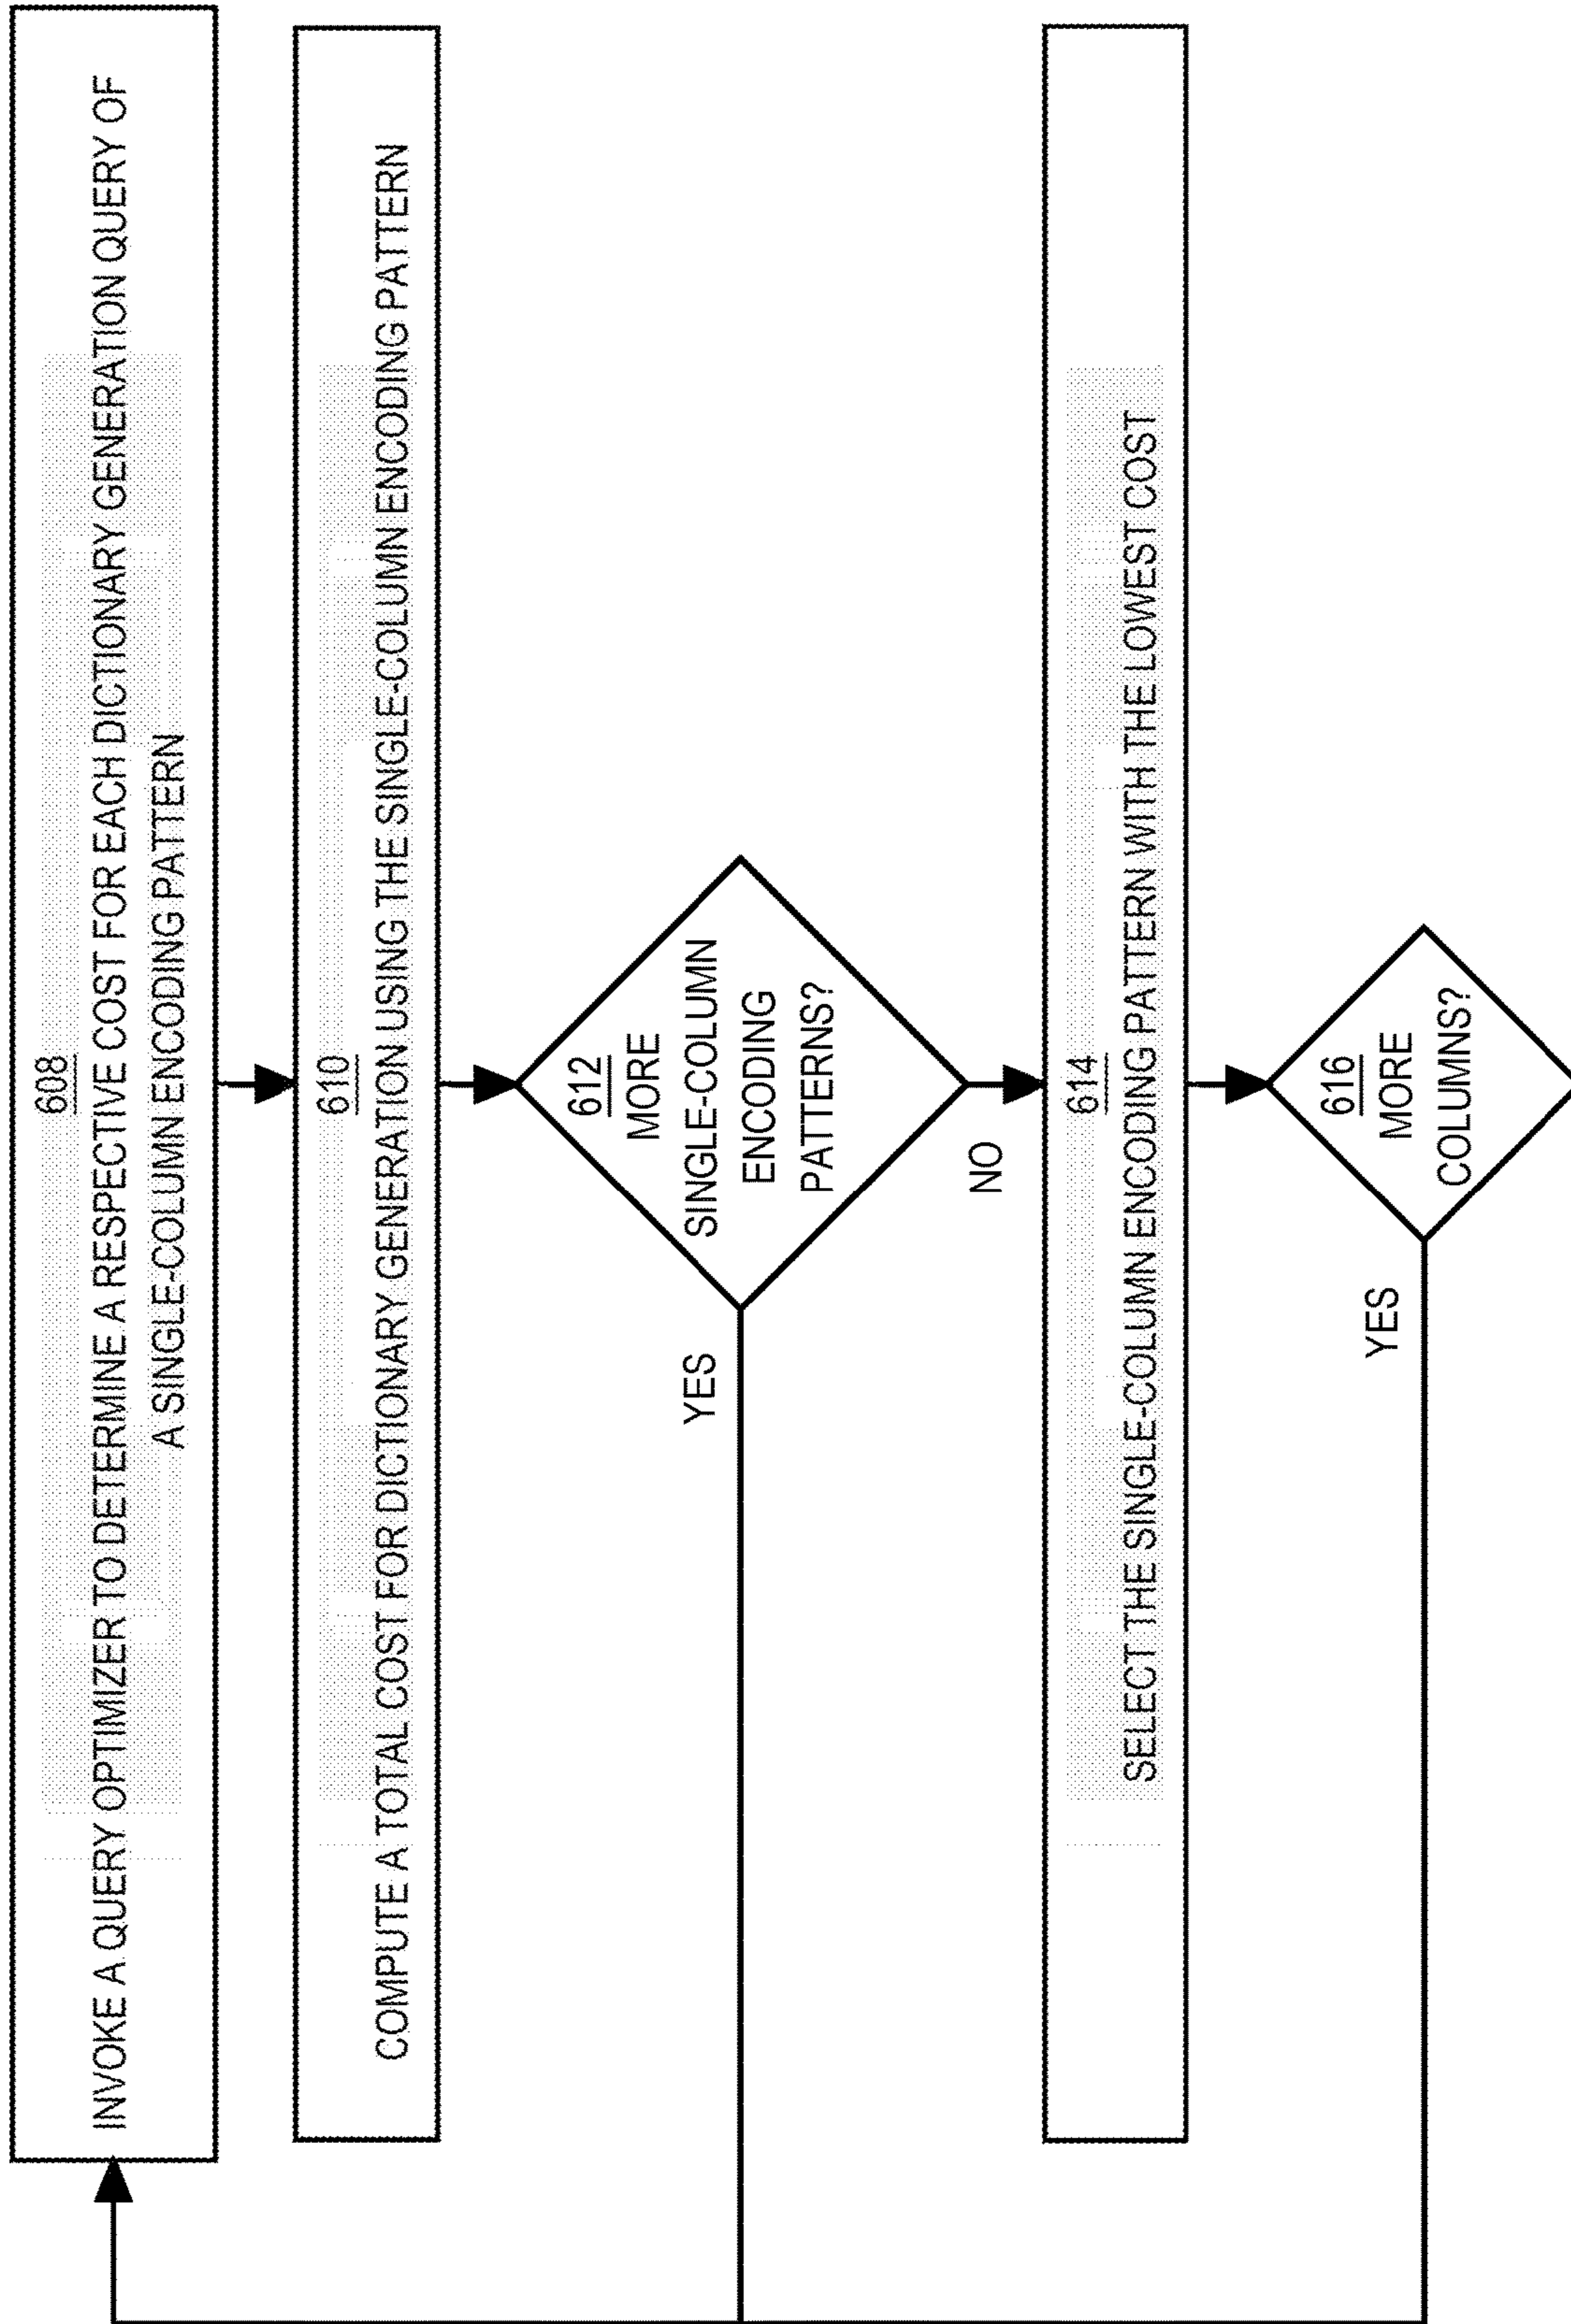 608
INVOKE A QUERY OPTIMIZER TO DETERMINE A RESPECTIVE COST FOR EACH DICTIONARY GENERATION QUERY OF
A SINGLE-COLUMN ENCODING PATTERN
610
COMPUTE A TOTAL COST FOR DICTIONARY GENERATION USING THE SINGLE-COLUMN ENCODING PATTERN
612
MORE
SINGLE-COLUMN
ENCODING
PATTERNS?
YES
NO
614
SELECT THE SINGLE-COLUMN ENCODING PATTERN WITH THE LOWEST COST
616
MORE
COLUMNS?
YES